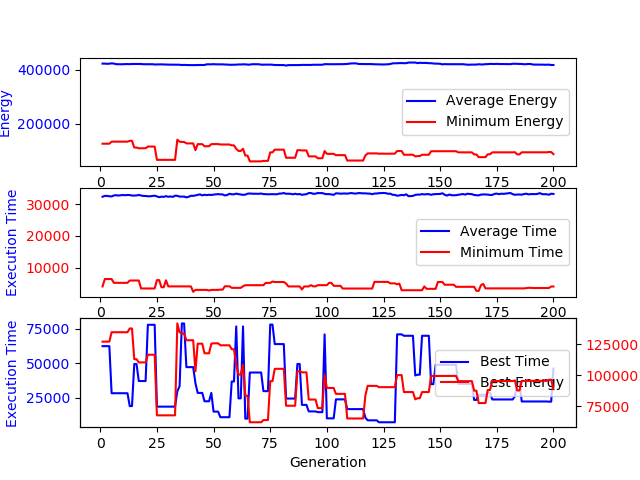 400000
200000
Energy
Average Energy
Minimum Energy
0 25 50 75 100 125 150 175 200
30000
20000
10000
Execution Time
Average Time
Minimum Time
0 25 50 75 100 125 150 175 200
75000
50000
25000
Execution Time
Best Time
Best Energy
125000
100000
75000
0 25 50 75 100 125 150 175 200
Generation